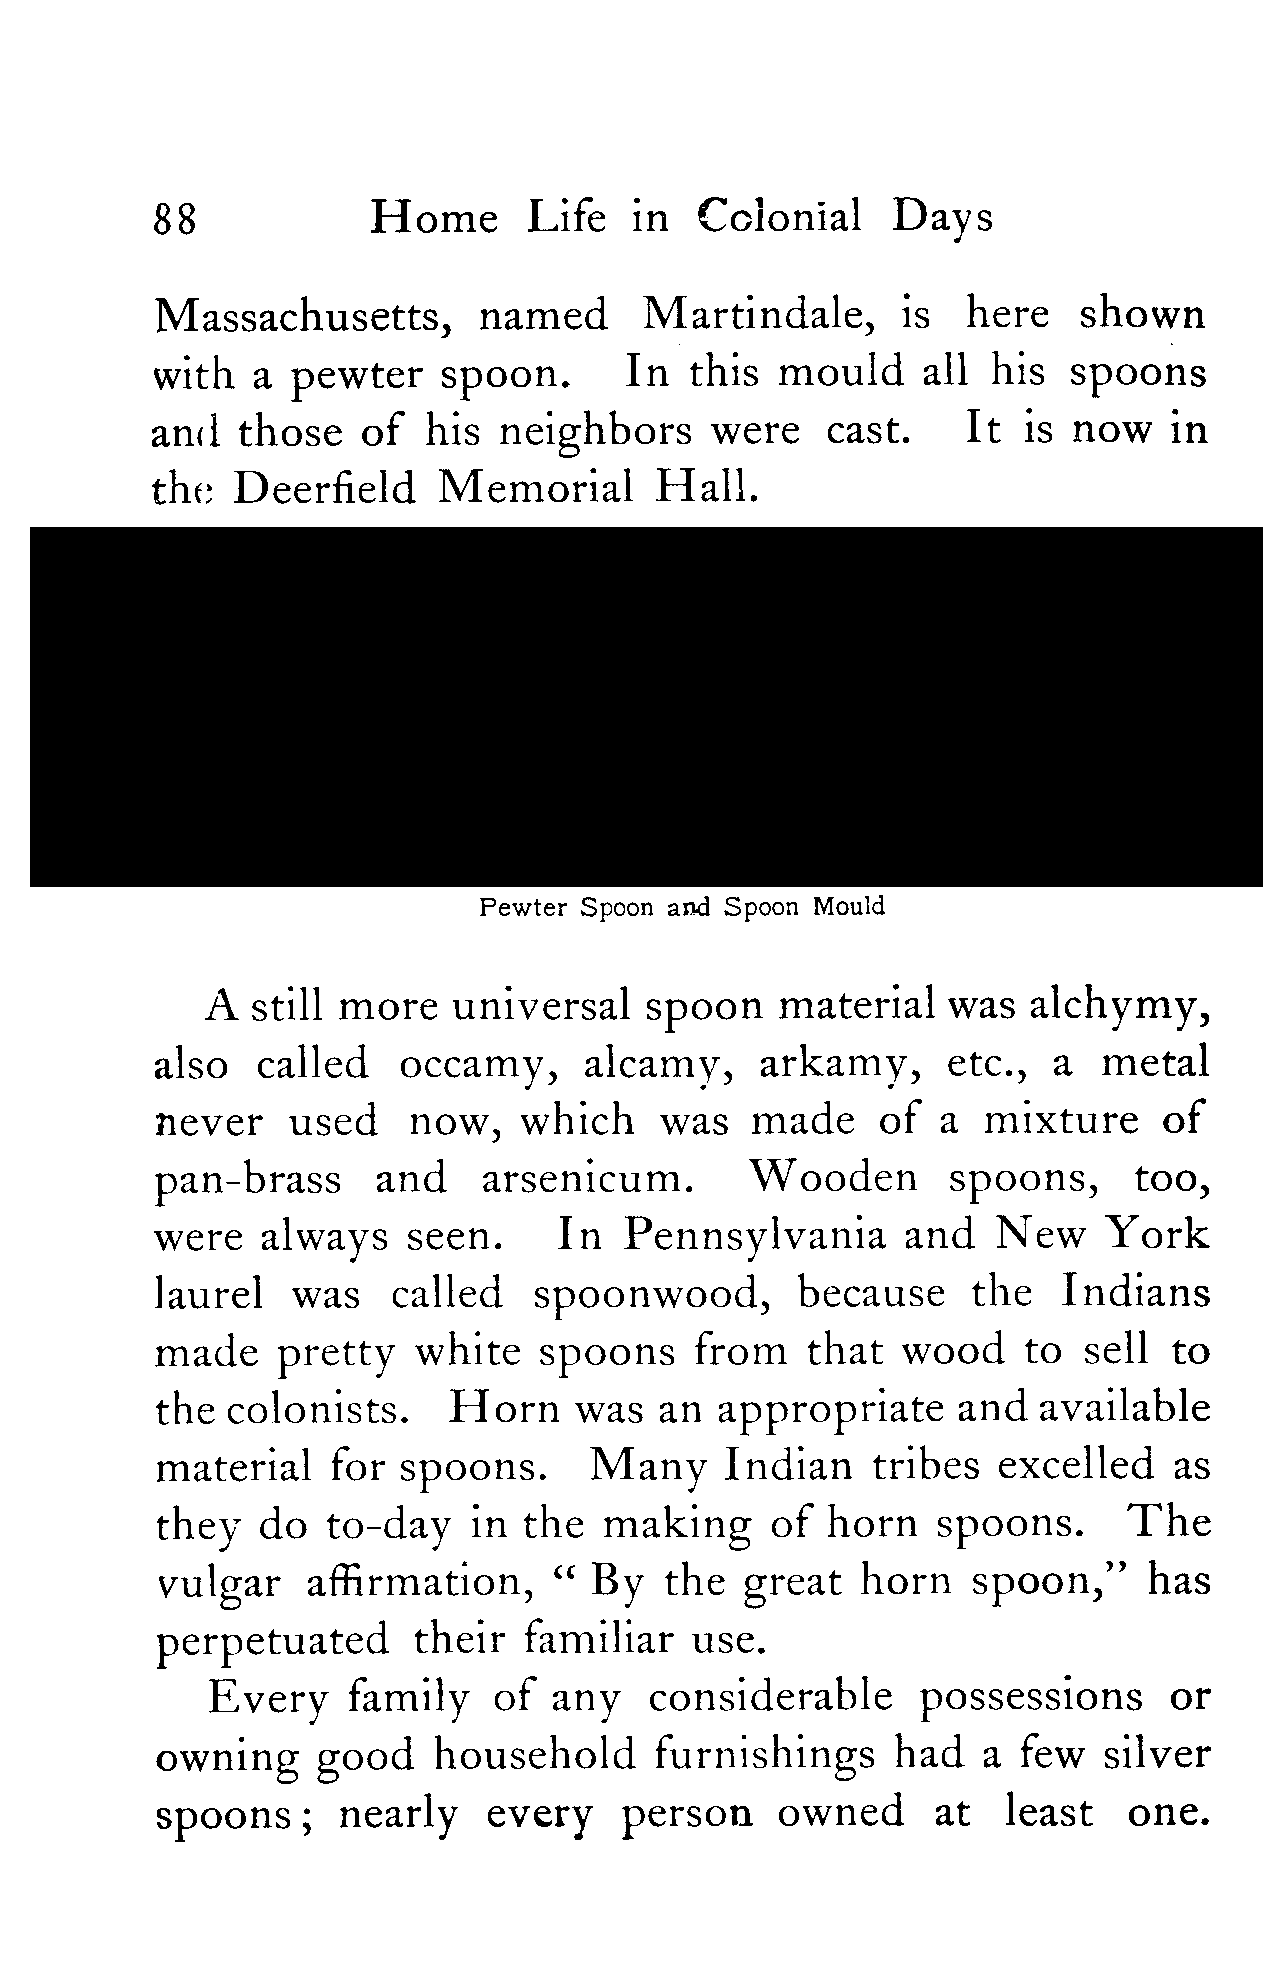 88 Home Life in Colonial Days
Massachusetts, named Martindale, is here shown
with a pewter spoon. In this mould all his spoons
and those of his neighbors were cast. It is now in
the Deerfield Memorial Hall.
Pewter Spoon and Spoon Mould
A still more universal spoon material was alchymy,
also called occamy, alcamy, arkamy, etc., a metal
never used now, which was made of a mixture of
pan-brass and arsenicum. Wooden spoons, too,
were always seen. In Pennsylvania and New York
laurel was called spoonwood, because the Indians
made pretty white spoons from that wood to sell to
the colonists. Horn was an appropriate and available
material for spoons. Many Indian tribes excelled as
they do to-day in the making of horn spoons. The
vulgar affirmation, “ By the great horn spoon,” has
perpetuated their familiar use.
Every family of any considerable possessions or
owning good household furnishings had a few silver
spoons ; nearly every person owned at least one.